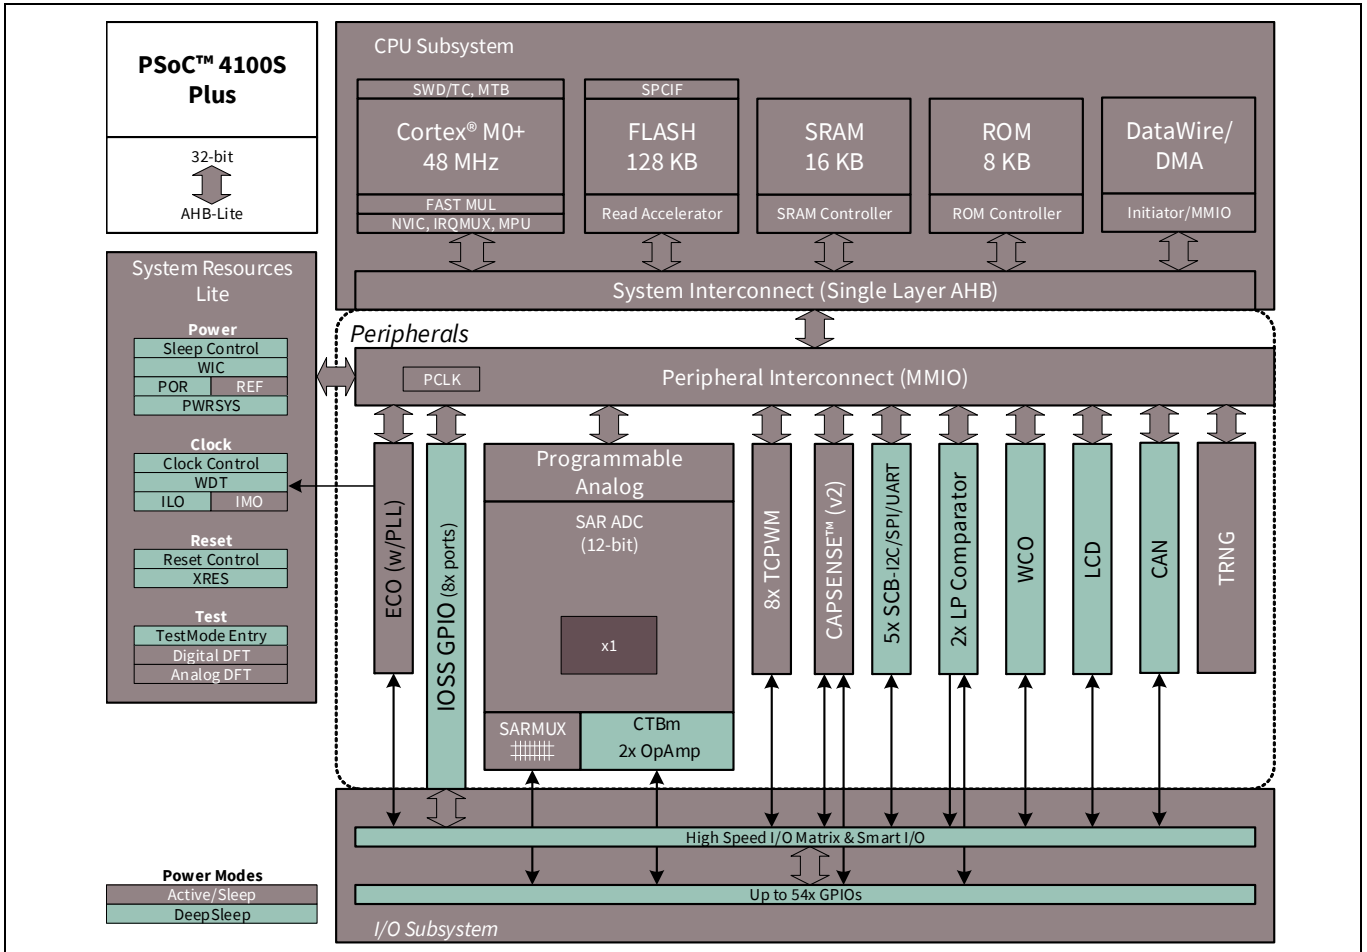 PSoC™ 4100S
Plus
32-bit
AHB-Lite
CPU Subsystem
SWD/TC, MTB
Cortex® M0+
48 MHz
FAST MUL
NVIC, IRQMUX, MPU
SPCIF
FLASH
128 KB
Read Accelerator
SRAM
16 KB
SRAM Controller
ROM
8 KB
ROM Controller
DataWire/
DMA
Initiator/MMIO
System Interconnect (Single Layer AHB)
System Resources
Lite
Power
Sleep Control
WIC
POR
REF
PWRSYS
Clock
Clock Control
WDT
ILO
IMO
Reset
Reset Control
XRES
Test
TestMode Entry
Digital DFT
Analog DFT
Peripherals
PCLK
Peripheral Interconnect (MMIO)
ECO (w/PLL)
IOSS GPIO (8x ports)
Programmable
Analog
SAR ADC
(12-bit)
x1
SARMUX
CTBm
2x OpAmp
8x TCPWM
CAPSENSE™ (v2)
5x SCB-I2C/SPI/UART
2x LP Comparator
WCO
LCD
CAN
TRNG
High Speed I/O Matrix & Smart I/O
Up to 54x GPIOs
I/O Subsystem
Power Modes
Active/Sleep
DeepSleep